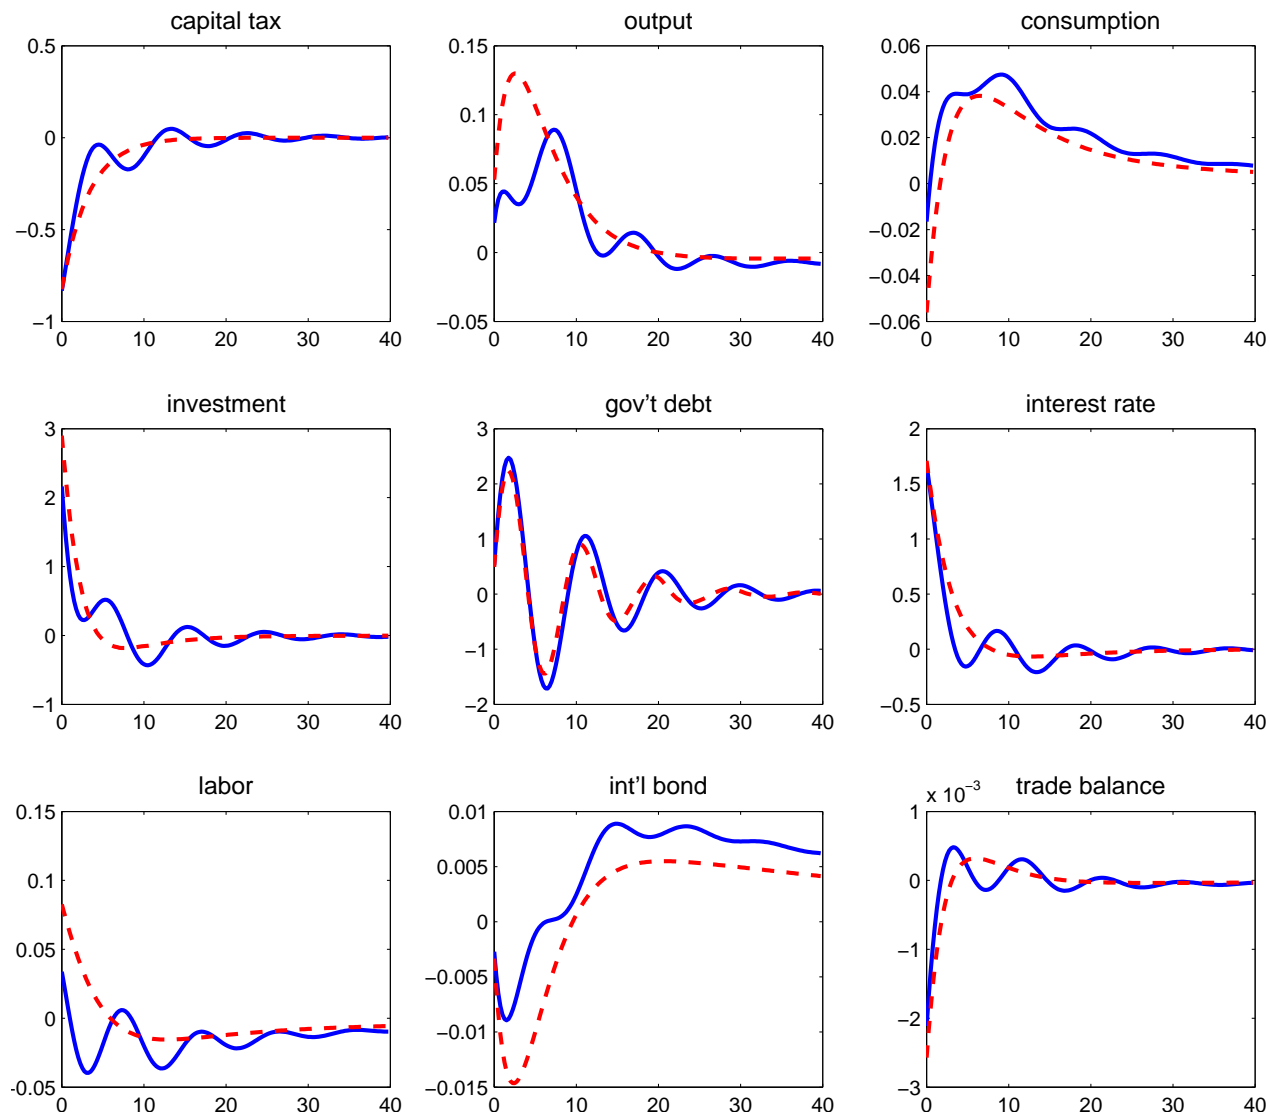 capital tax
0.5
0
−0.5
−1
0 10 20 30 40
output
0.15
0.1
0.05
0
−0.05
0 10 20 30 40
consumption
0.06
0.04
0.02
0
−0.02
−0.04
−0.06
0 10 20 30 40
investment
3
2
1
0
−1
0 10 20 30 40
gov't debt
3
2
1
0
−1
−2
0 10 20 30 40
interest rate
2
1.5
1
0.5
0
−0.5
0 10 20 30 40
labor
0.15
0.1
0.05
0
-0.05
0 10 20 30 40
int'l bond
0.01
0.005
0
−0.005
−0.01
−0.015
0 10 20 30 40
trade balance
x 10⁻³
1
0
−1
−2
−3
0 10 20 30 40